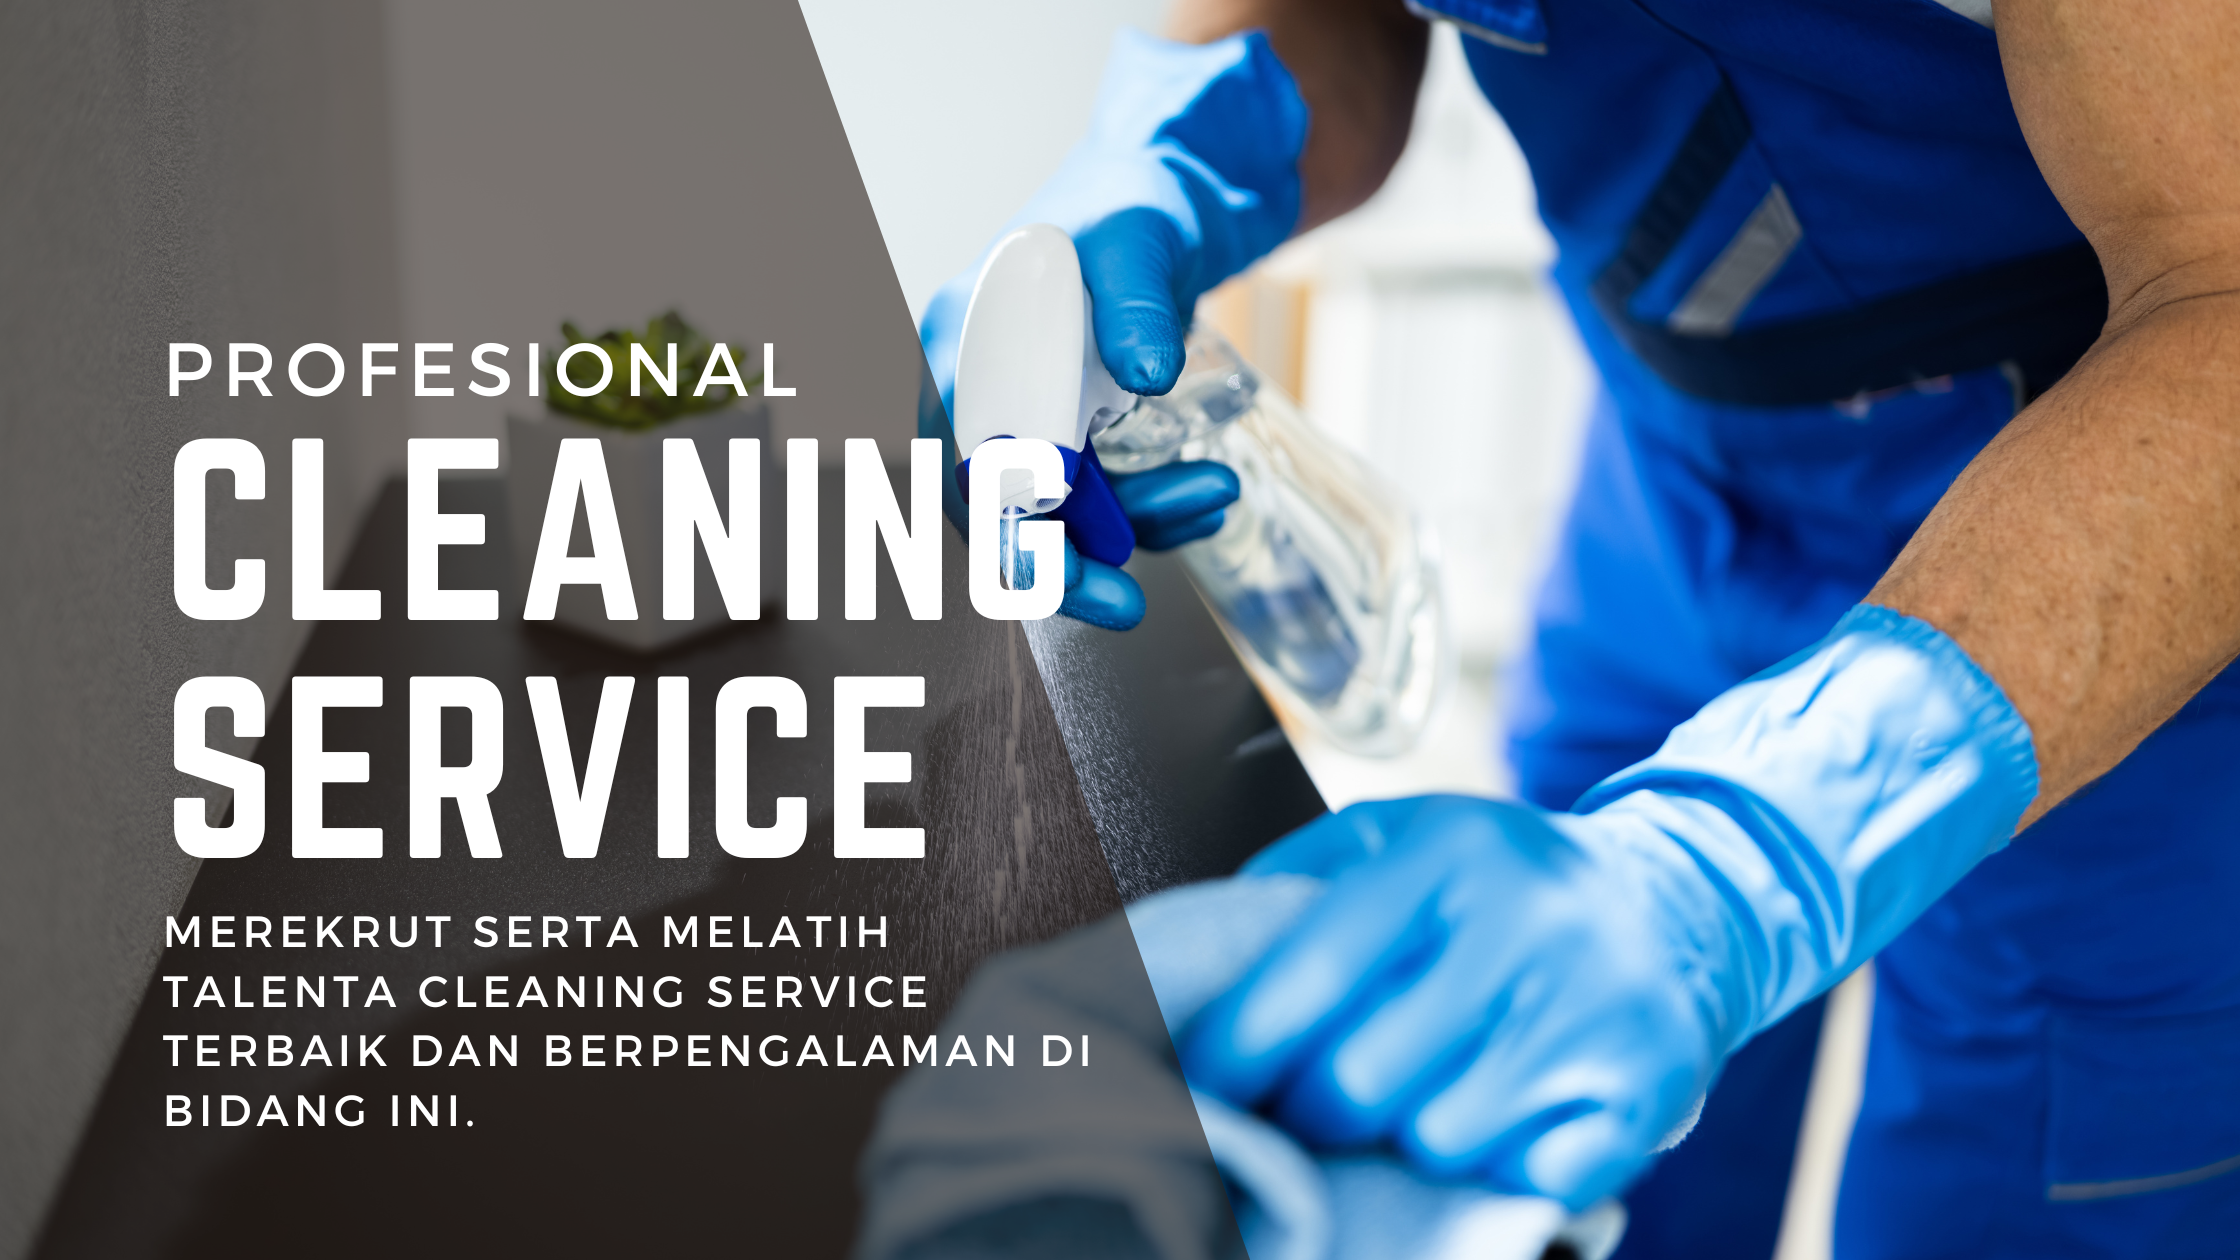 PROFESIONAL
CLEANING
SERVICE
MEREKRUT SERTA MELATIH
TALENTA CLEANING SERVICE
TERBAIK DAN BERPENGALAMAN DI
BIDANG INI.